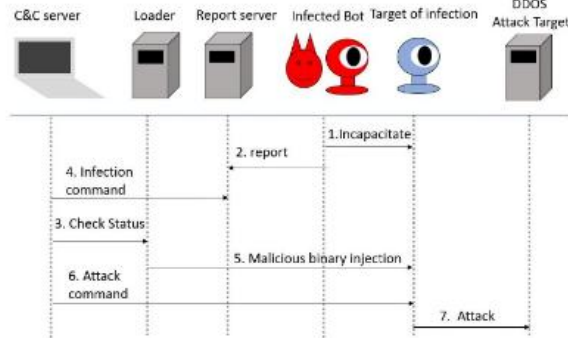 C&C server
Loader
Report server
Infected Bot
Target of infection
DDOS
Attack Target
1.Incapacitate
2. report
4. Infection
command
3. Check Status
5. Malicious binary injection
6. Attack
command
7. Attack